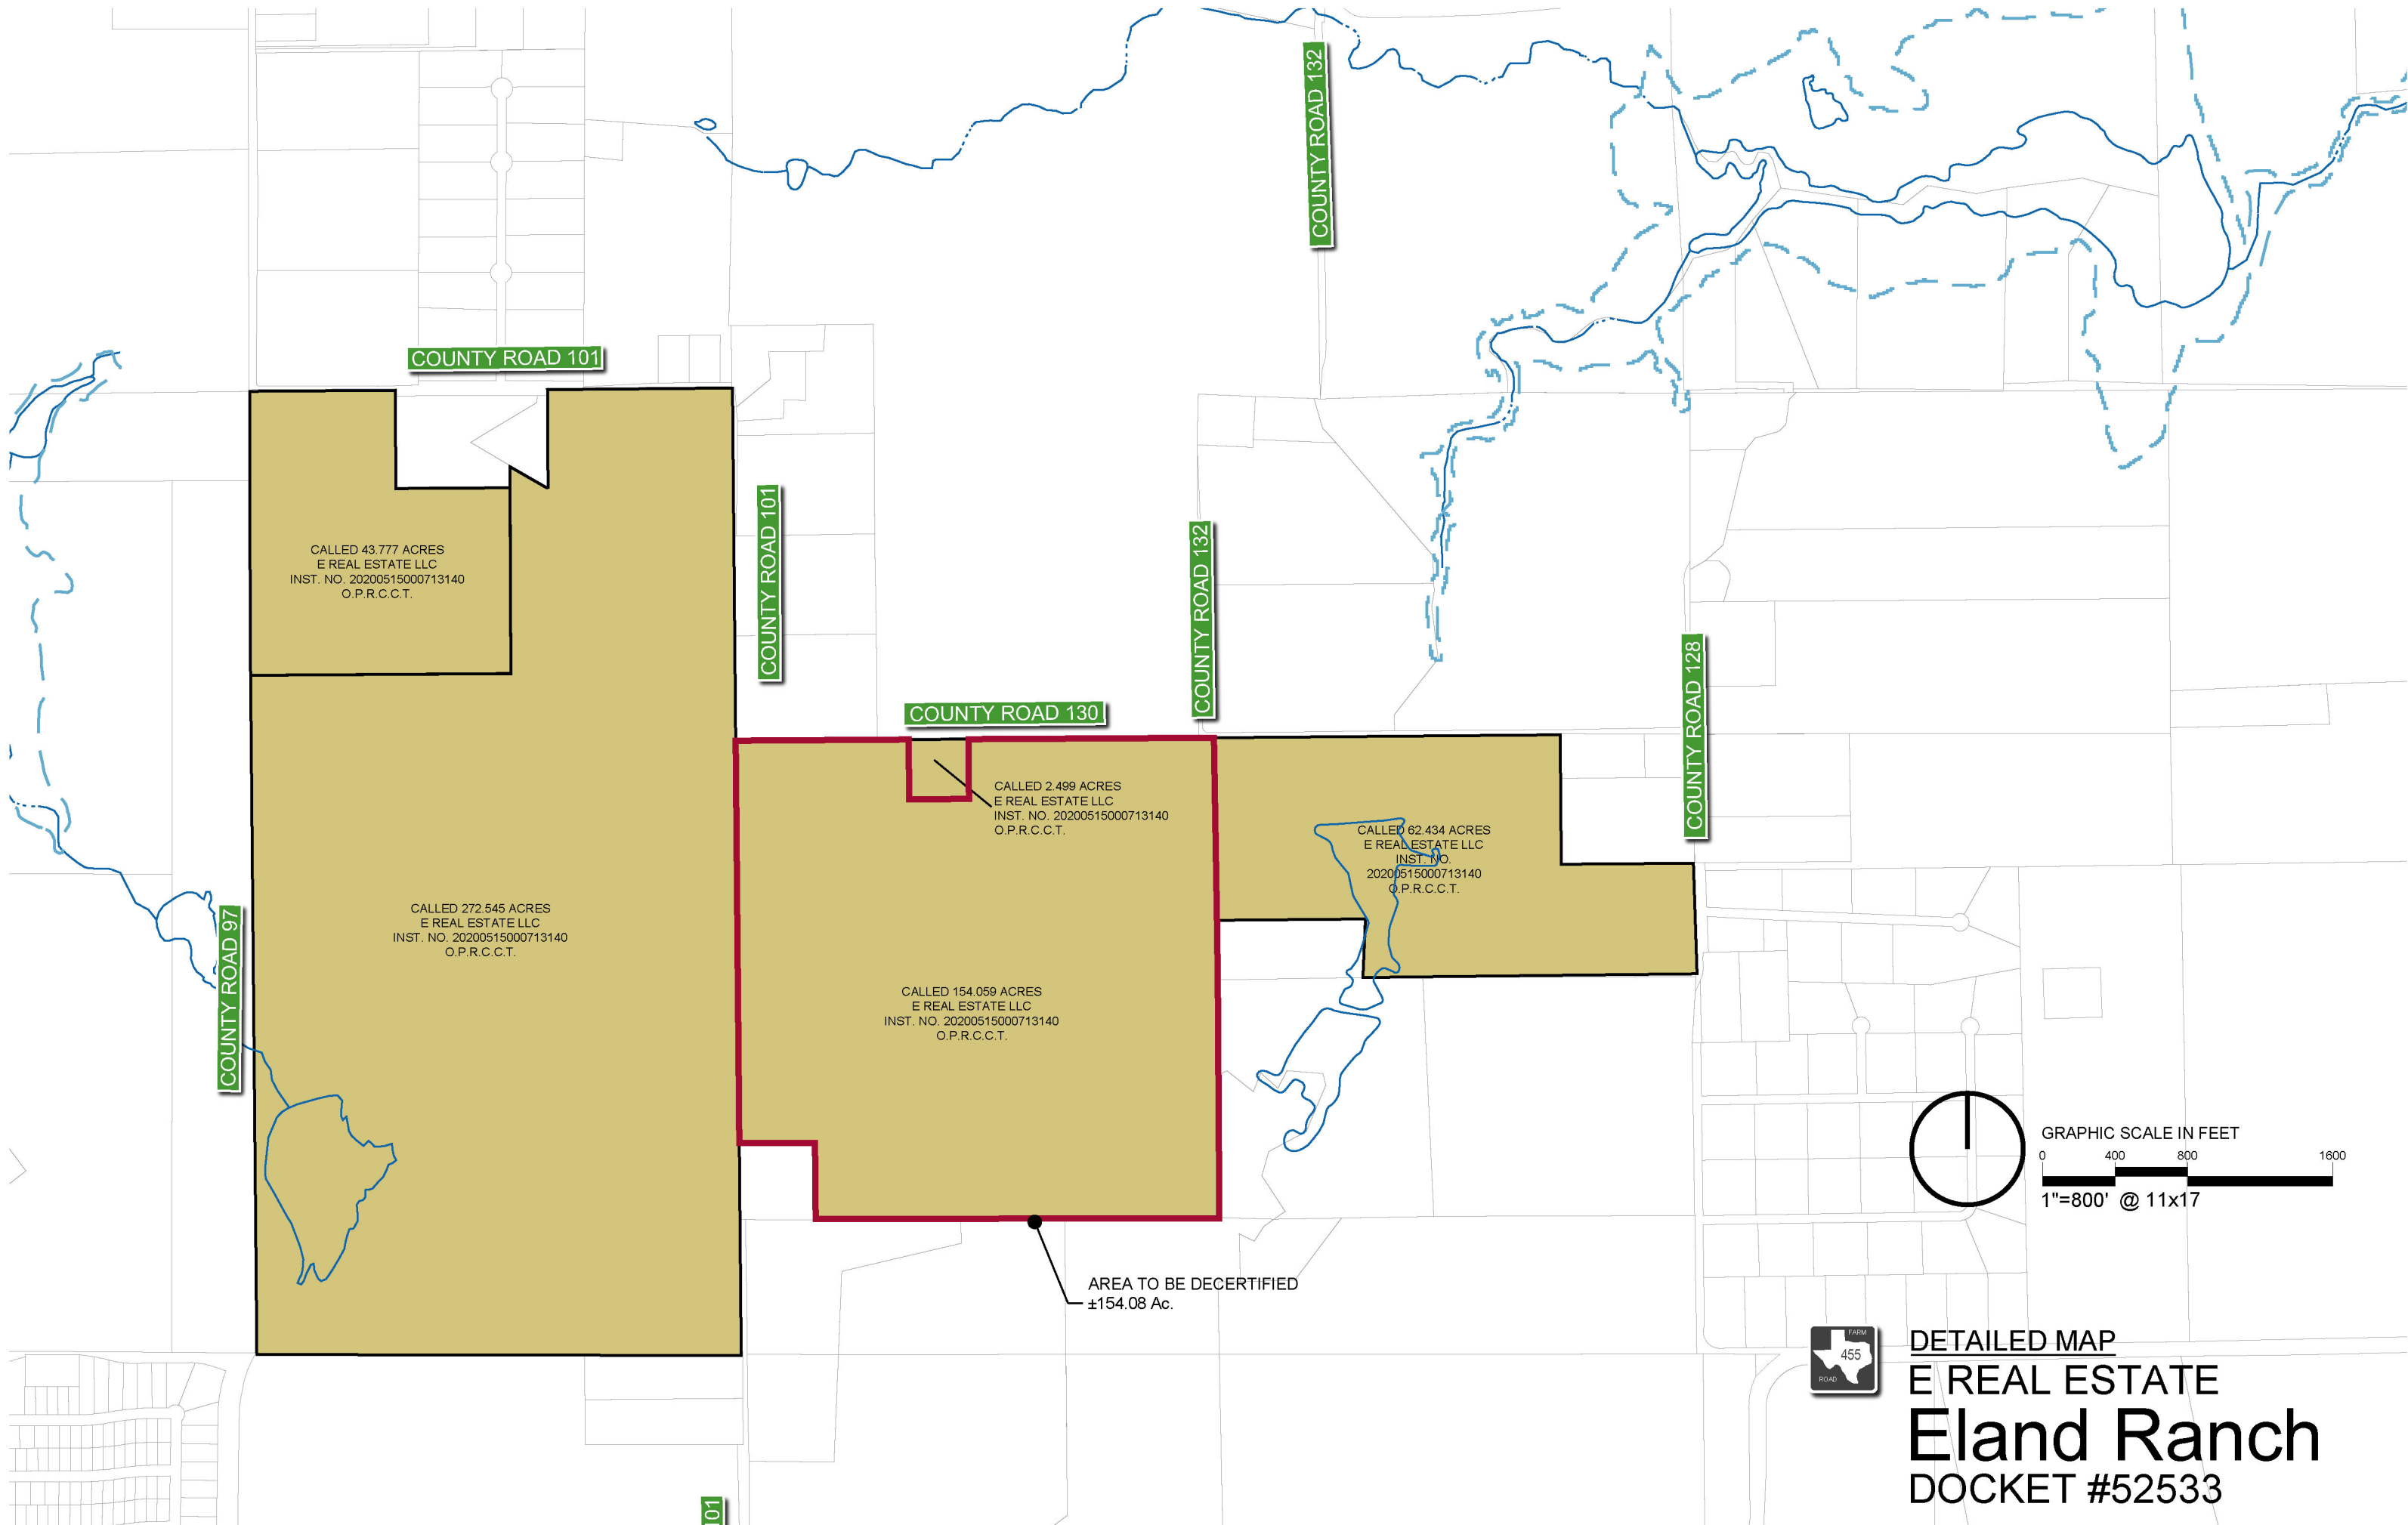 COUNTY ROAD 132
COUNTY ROAD 101
COUNTY ROAD 101
COUNTY ROAD 132
CALLED 43.777 ACRES
E REAL ESTATE LLC
INST. NO. 20200515000713140
O.P.R.C.C.T.
COUNTY ROAD 128
COUNTY ROAD 130
CALLED 2.499 ACRES
E REAL ESTATE LLC
INST. NO. 20200515000713140
O.P.R.C.C.T.
CALLED 62.434 ACRES
E REAL ESTATE LLC
INST. NO.
20200515000713140
O.P.R.C.C.T.
CALLED 272.545 ACRES
E REAL ESTATE LLC
INST. NO. 20200515000713140
O.P.R.C.C.T.
COUNTY ROAD 97
CALLED 154.059 ACRES
E REAL ESTATE LLC
INST. NO. 20200515000713140
O.P.R.C.C.T.
GRAPHIC SCALE IN FEET
0 400 800 1600
1"=800' @ 11x17
AREA TO BE DECERTIFIED
±154.08 Ac.
FARM
455
ROAD
DETAILED MAP
E REAL ESTATE
Eland Ranch
DOCKET #52533
01